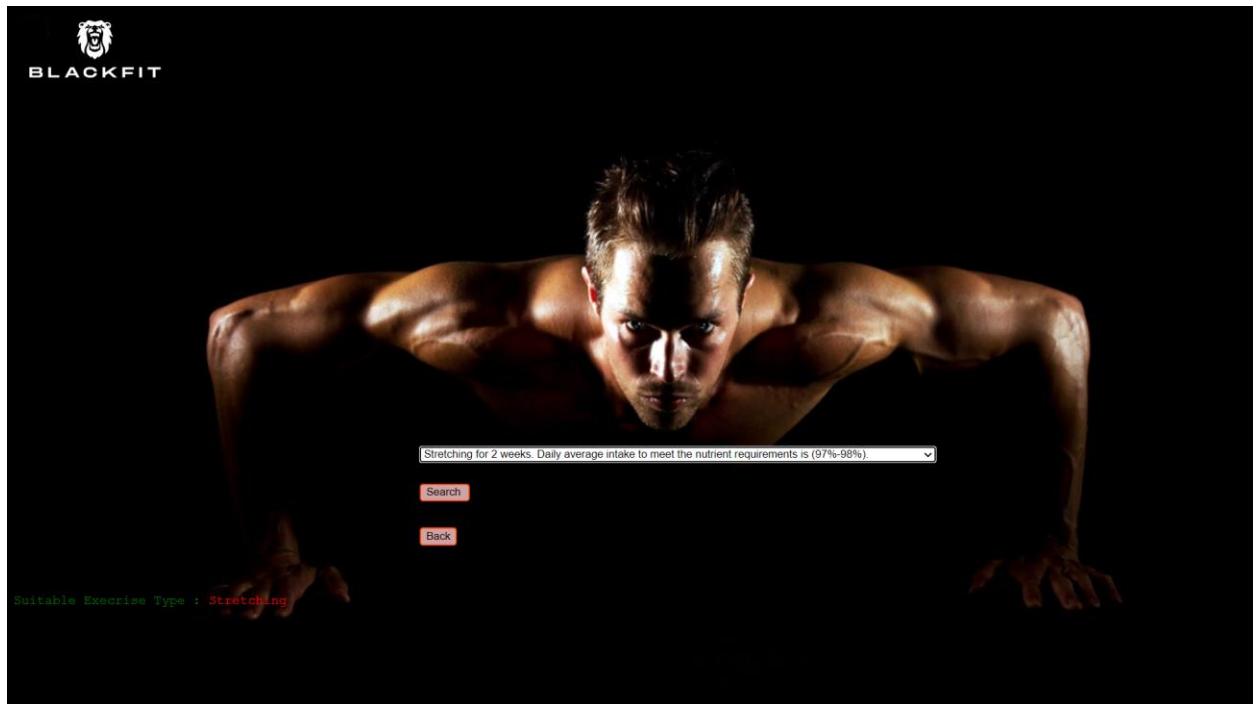 BLACKFIT
Stretching for 2 weeks. Daily average intake to meet the nutrient requirements is (97%-98%).
Search
Back
Suitable Execrise Type : Stretching